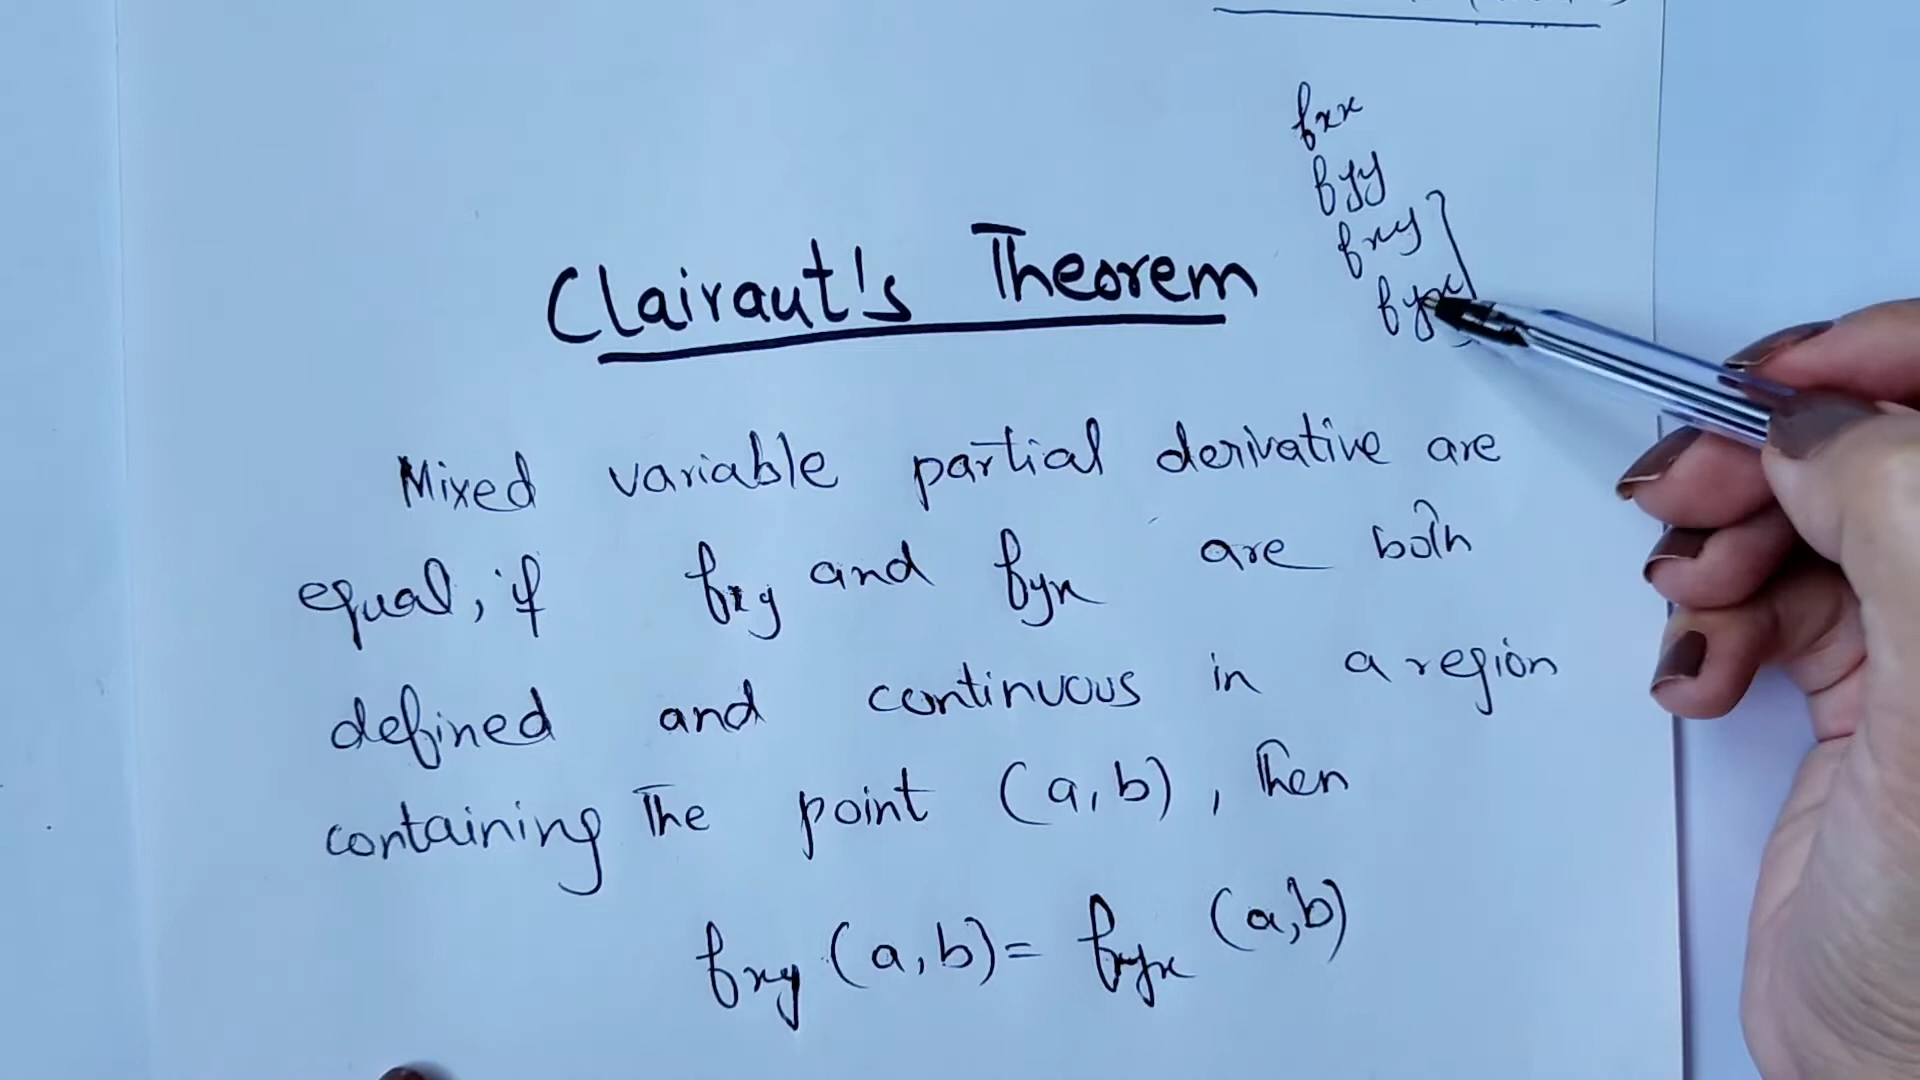 fxx
fyy
fxy
fyx
Clairaut's Theorem
Mixed variable partial derivative are
equal, if fxy and fyx are both
defined and continuous in a region
containing The point (a,b), Then
fxy (a,b) = fyx (a,b)